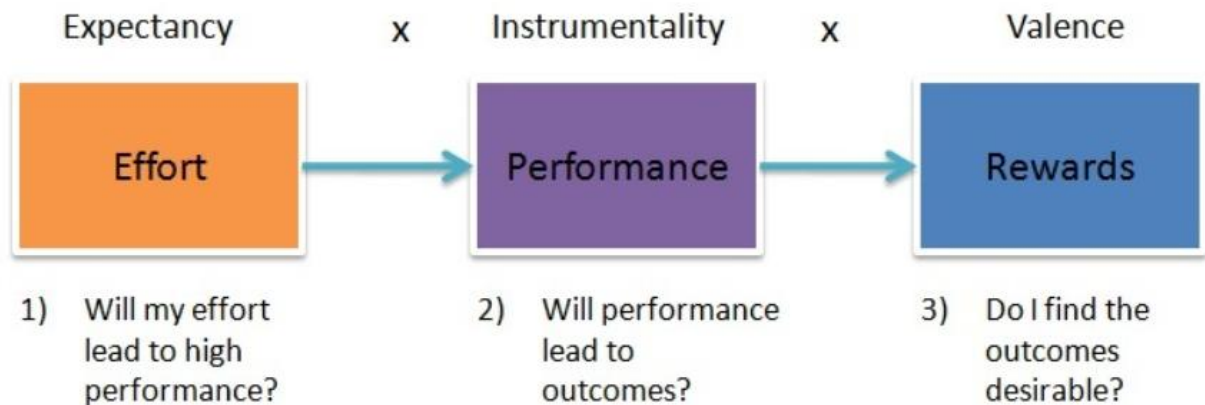 Expectancy x Instrumentality x Valence
Effort Performance Rewards
1) Will my effort
lead to high
performance?
2) Will performance
lead to
outcomes?
3) Do I find the
outcomes
desirable?